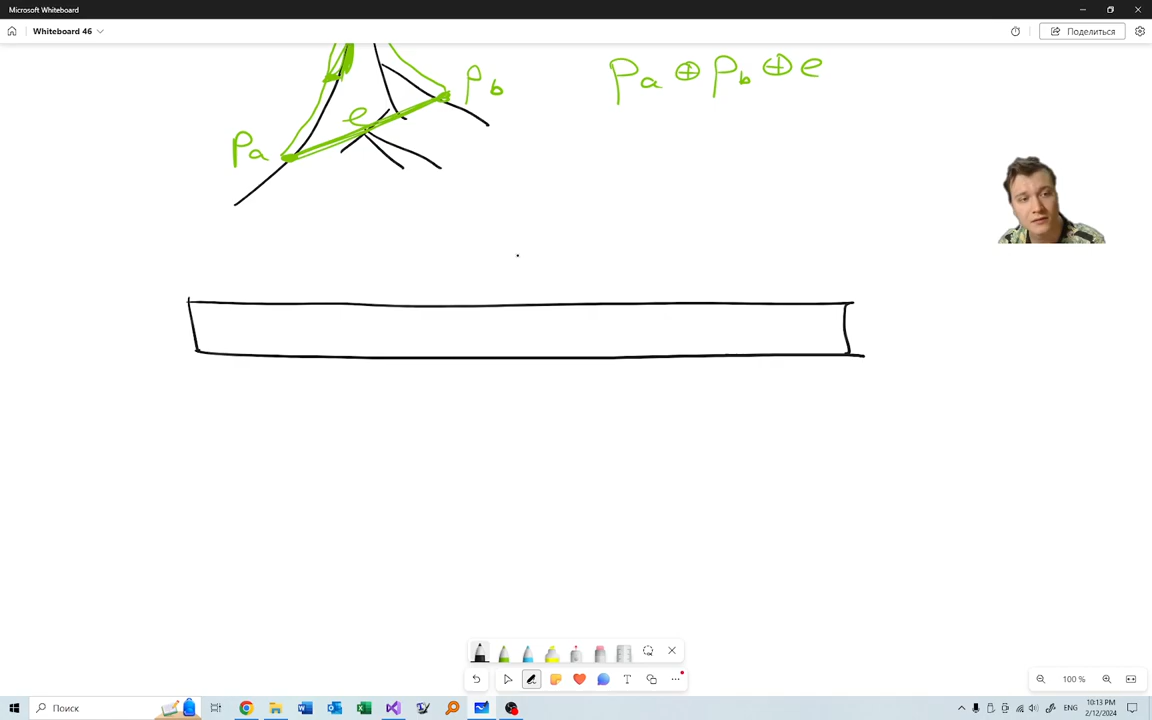 Microsoft Whiteboard
Whiteboard 46
Поделиться
Pa ⊕ Pb ⊕ e
Pb
e
Pa
100 %
Поиск
ENG
10:13 PM
2/12/2024